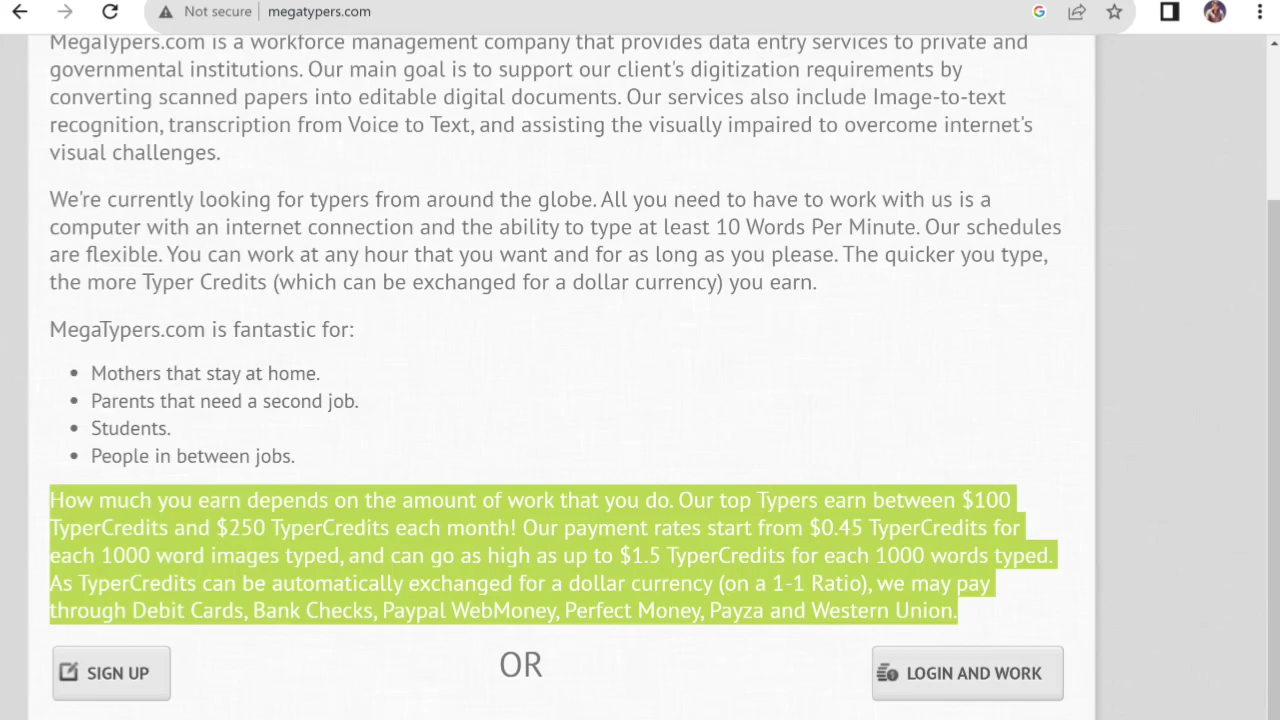 Not secure
megatypers.com
MegaTypers.com is a workforce management company that provides data entry services to private and
governmental institutions. Our main goal is to support our client's digitization requirements by
converting scanned papers into editable digital documents. Our services also include Image-to-text
recognition, transcription from Voice to Text, and assisting the visually impaired to overcome internet's
visual challenges.
We're currently looking for typers from around the globe. All you need to have to work with us is a
computer with an internet connection and the ability to type at least 10 Words Per Minute. Our schedules
are flexible. You can work at any hour that you want and for as long as you please. The quicker you type,
the more Typer Credits (which can be exchanged for a dollar currency) you earn.
MegaTypers.com is fantastic for:
• Mothers that stay at home.
• Parents that need a second job.
• Students.
• People in between jobs.
How much you earn depends on the amount of work that you do. Our top Typers earn between $100
TyperCredits and $250 TyperCredits each month! Our payment rates start from $0.45 TyperCredits for
each 1000 word images typed, and can go as high as up to $1.5 TyperCredits for each 1000 words typed.
As TyperCredits can be automatically exchanged for a dollar currency (on a 1-1 Ratio), we may pay
through Debit Cards, Bank Checks, Paypal WebMoney, Perfect Money, Payza and Western Union.
SIGN UP
OR
LOGIN AND WORK